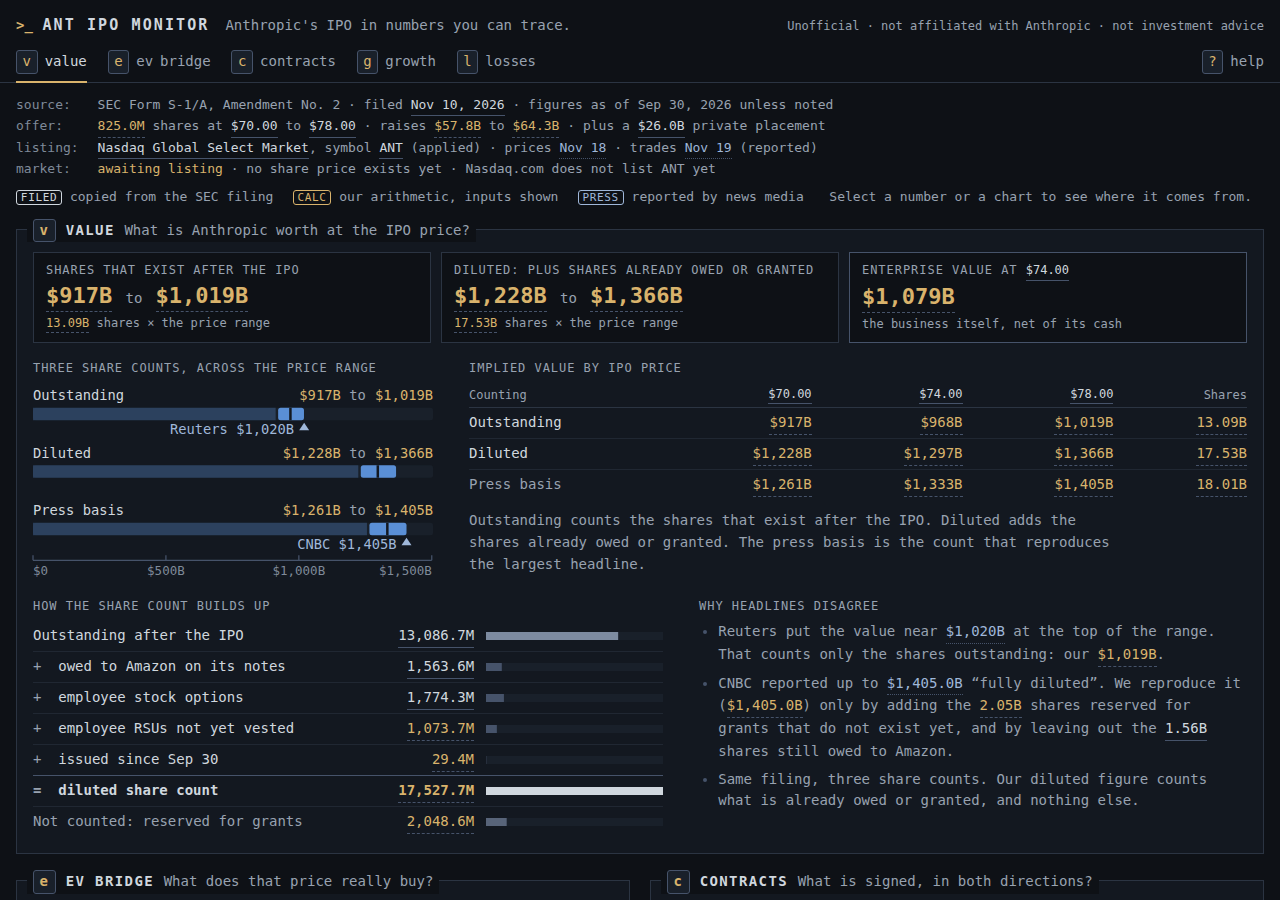 >_ ANT IPO MONITOR Anthropic's IPO in numbers you can trace. Unofficial · not affiliated with Anthropic · not investment advice
v value e ev bridge c contracts g growth l losses ? help
source: SEC Form S-1/A, Amendment No. 2 · filed Nov 10, 2026 · figures as of Sep 30, 2026 unless noted
offer: 825.0M shares at $70.00 to $78.00 · raises $57.8B to $64.3B · plus a $26.0B private placement
listing: Nasdaq Global Select Market, symbol ANT (applied) · prices Nov 18 · trades Nov 19 (reported)
market: awaiting listing · no share price exists yet · Nasdaq.com does not list ANT yet
FILED copied from the SEC filing CALC our arithmetic, inputs shown PRESS reported by news media Select a number or a chart to see where it comes from.
v VALUE What is Anthropic worth at the IPO price?
SHARES THAT EXIST AFTER THE IPO
$917B to $1,019B
13.09B shares × the price range
DILUTED: PLUS SHARES ALREADY OWED OR GRANTED
$1,228B to $1,366B
17.53B shares × the price range
ENTERPRISE VALUE AT $74.00
$1,079B
the business itself, net of its cash
THREE SHARE COUNTS, ACROSS THE PRICE RANGE
Outstanding $917B to $1,019B
Reuters $1,020B
Diluted $1,228B to $1,366B
Press basis $1,261B to $1,405B
CNBC $1,405B
$0 $500B $1,000B $1,500B
IMPLIED VALUE BY IPO PRICE
Counting $70.00 $74.00 $78.00 Shares
Outstanding $917B $968B $1,019B 13.09B
Diluted $1,228B $1,297B $1,366B 17.53B
Press basis $1,261B $1,333B $1,405B 18.01B
Outstanding counts the shares that exist after the IPO. Diluted adds the
shares already owed or granted. The press basis is the count that reproduces
the largest headline.
HOW THE SHARE COUNT BUILDS UP
Outstanding after the IPO 13,086.7M
+ owed to Amazon on its notes 1,563.6M
+ employee stock options 1,774.3M
+ employee RSUs not yet vested 1,073.7M
+ issued since Sep 30 29.4M
= diluted share count 17,527.7M
Not counted: reserved for grants 2,048.6M
WHY HEADLINES DISAGREE
• Reuters put the value near $1,020B at the top of the range.
That counts only the shares outstanding: our $1,019B.
• CNBC reported up to $1,405.0B “fully diluted”. We reproduce it
($1,405.0B) only by adding the 2.05B shares reserved for
grants that do not exist yet, and by leaving out the 1.56B
shares still owed to Amazon.
• Same filing, three share counts. Our diluted figure counts
what is already owed or granted, and nothing else.
e EV BRIDGE What does that price really buy?
c CONTRACTS What is signed, in both directions?